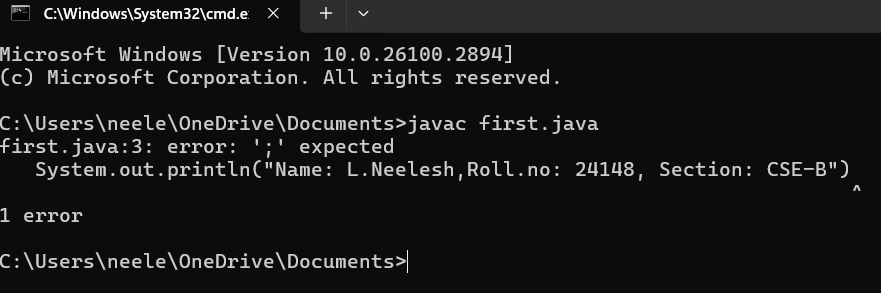 C:\Windows\System32\cmd.e
Microsoft Windows [Version 10.0.26100.2894]
(c) Microsoft Corporation. All rights reserved.
C:\Users\neele\OneDrive\Documents>javac first.java
first.java:3: error: ';' expected
   System.out.println("Name: L.Neelesh,Roll.no: 24148, Section: CSE-B")
^
1 error
C:\Users\neele\OneDrive\Documents>